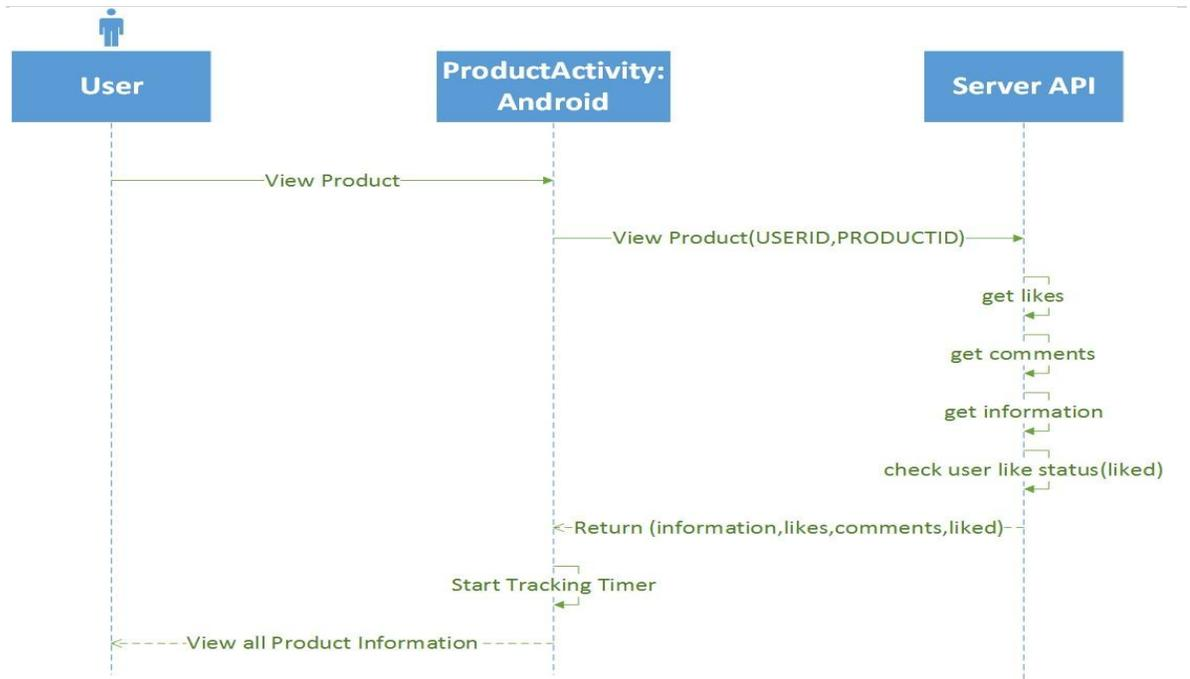 User
ProductActivity:
Android
Server API
View Product
View Product(USERID,PRODUCTID)
get likes
get comments
get information
check user like status(liked)
Return (information,likes,comments,liked)
Start Tracking Timer
View all Product Information